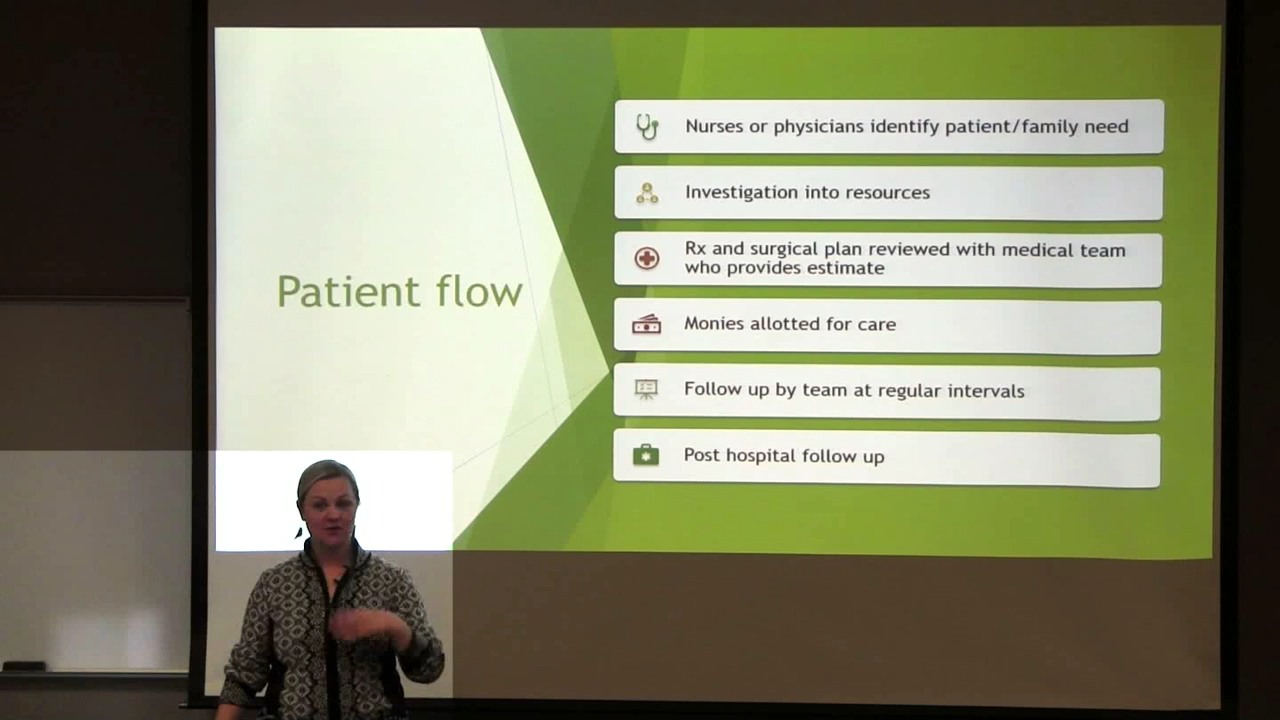 Patient flow
Nurses or physicians identify patient/family need
Investigation into resources
Rx and surgical plan reviewed with medical team
who provides estimate
Monies allotted for care
Follow up by team at regular intervals
Post hospital follow up